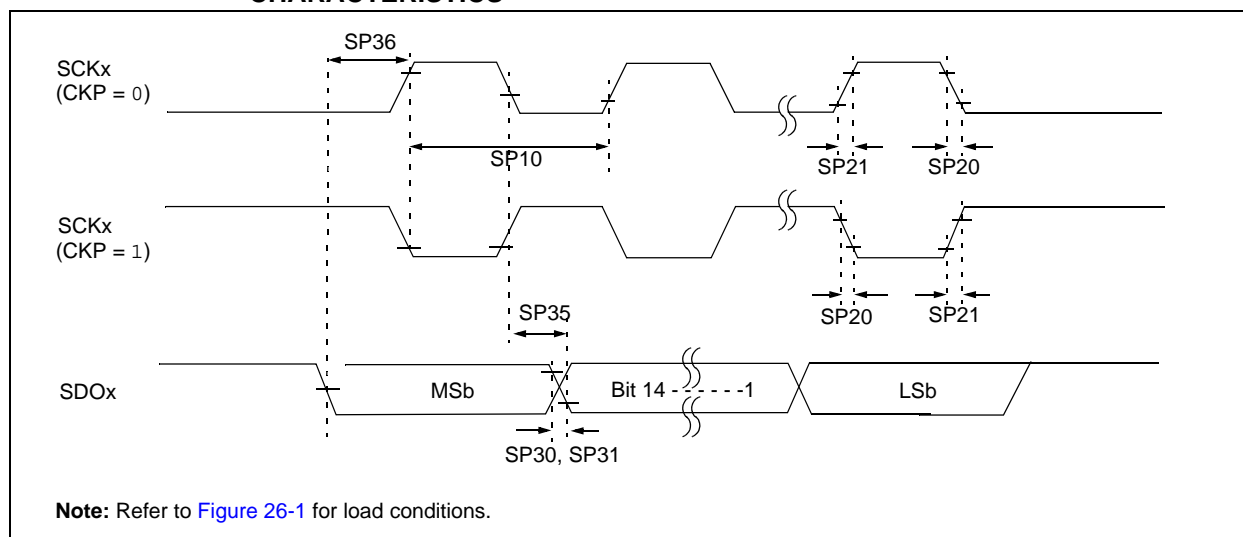 CHARACTERISTICS
SP36
SCKx
(CKP = 0)
SP10
SP21
SP20
SCKx
(CKP = 1)
SP35
SP20
SP21
SDOx
MSb
Bit 14 - - - - - -1
LSb
SP30, SP31
Note: Refer to Figure 26-1 for load conditions.